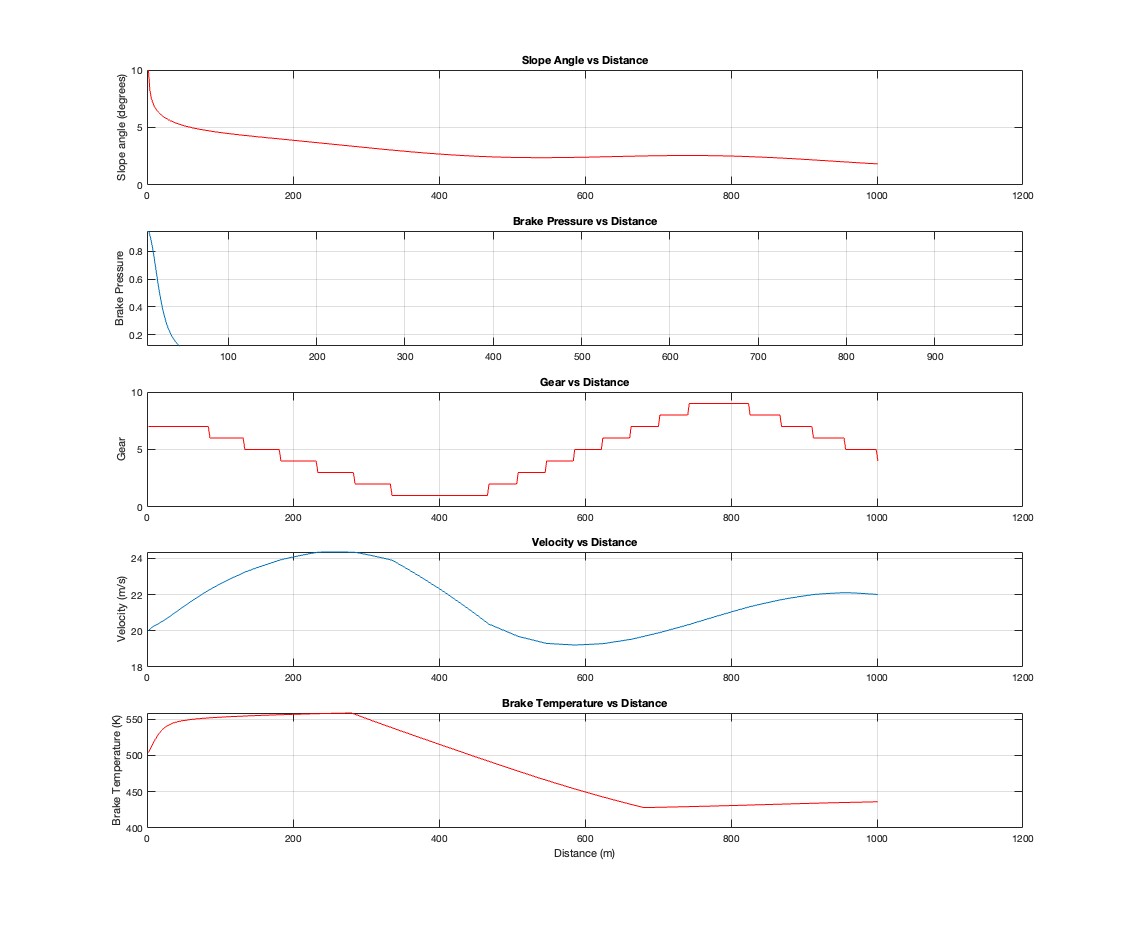 Slope Angle vs Distance
Slope angle (degrees)
10
5
0
0 200 400 600 800 1000 1200
Brake Pressure vs Distance
Brake Pressure
0.8
0.6
0.4
0.2
100 200 300 400 500 600 700 800 900
Gear vs Distance
Gear
10
5
0
0 200 400 600 800 1000 1200
Velocity vs Distance
Velocity (m/s)
24
22
20
18
0 200 400 600 800 1000 1200
Brake Temperature vs Distance
Brake Temperature (K)
550
500
450
400
0 200 400 600 800 1000 1200
Distance (m)